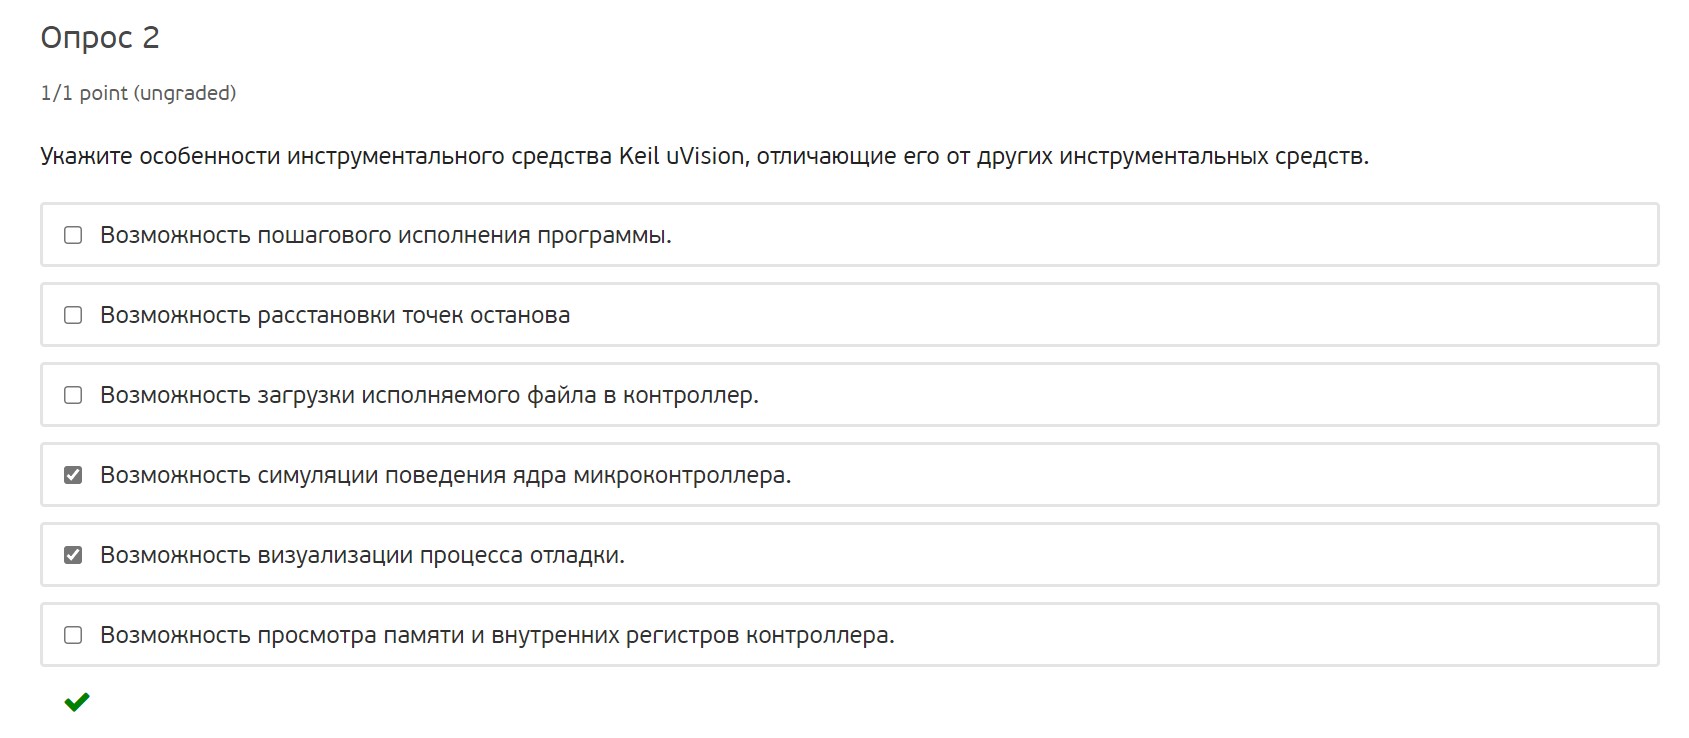 Опрос 2
1/1 point (ungraded)
Укажите особенности инструментального средства Keil uVision, отличающие его от других инструментальных средств.
Возможность пошагового исполнения программы.
Возможность расстановки точек останова
Возможность загрузки исполняемого файла в контроллер.
Возможность симуляции поведения ядра микроконтроллера.
Возможность визуализации процесса отладки.
Возможность просмотра памяти и внутренних регистров контроллера.